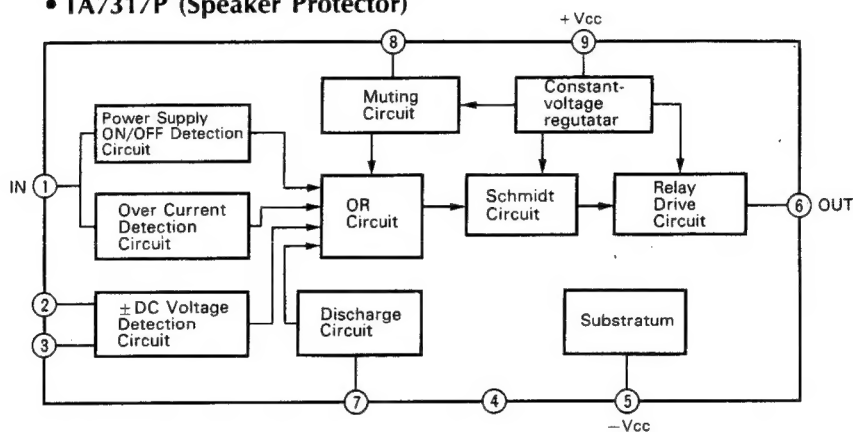 • TA7317P (Speaker Protector)
8
+Vcc
9
Muting
Circuit
Constant-
voltage
regutatar
Power Supply
ON/OFF Detection
Circuit
IN 1
Over Current
Detection
Circuit
OR
Circuit
Schmidt
Circuit
Relay
Drive
Circuit
6 OUT
2
3
±DC Voltage
Detection
Circuit
Discharge
Circuit
Substratum
7
4
5
−Vcc